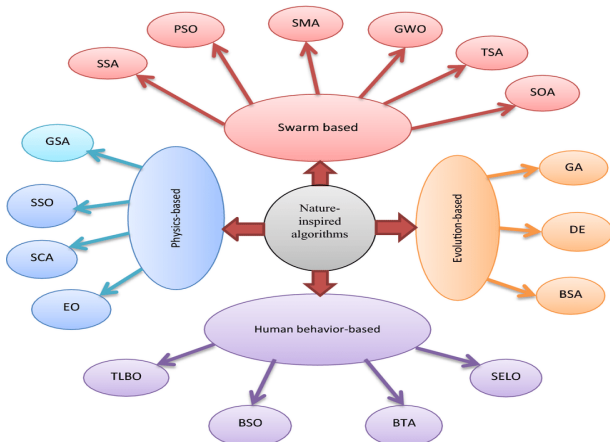 SMA
PSO
GWO
SSA
TSA
SOA
Swarm based
GSA
SSO
SCA
EO
Physics-based
Nature-
inspired
algorithms
Evolution-based
GA
DE
BSA
Human behavior-based
TLBO
BSO
BTA
SELO